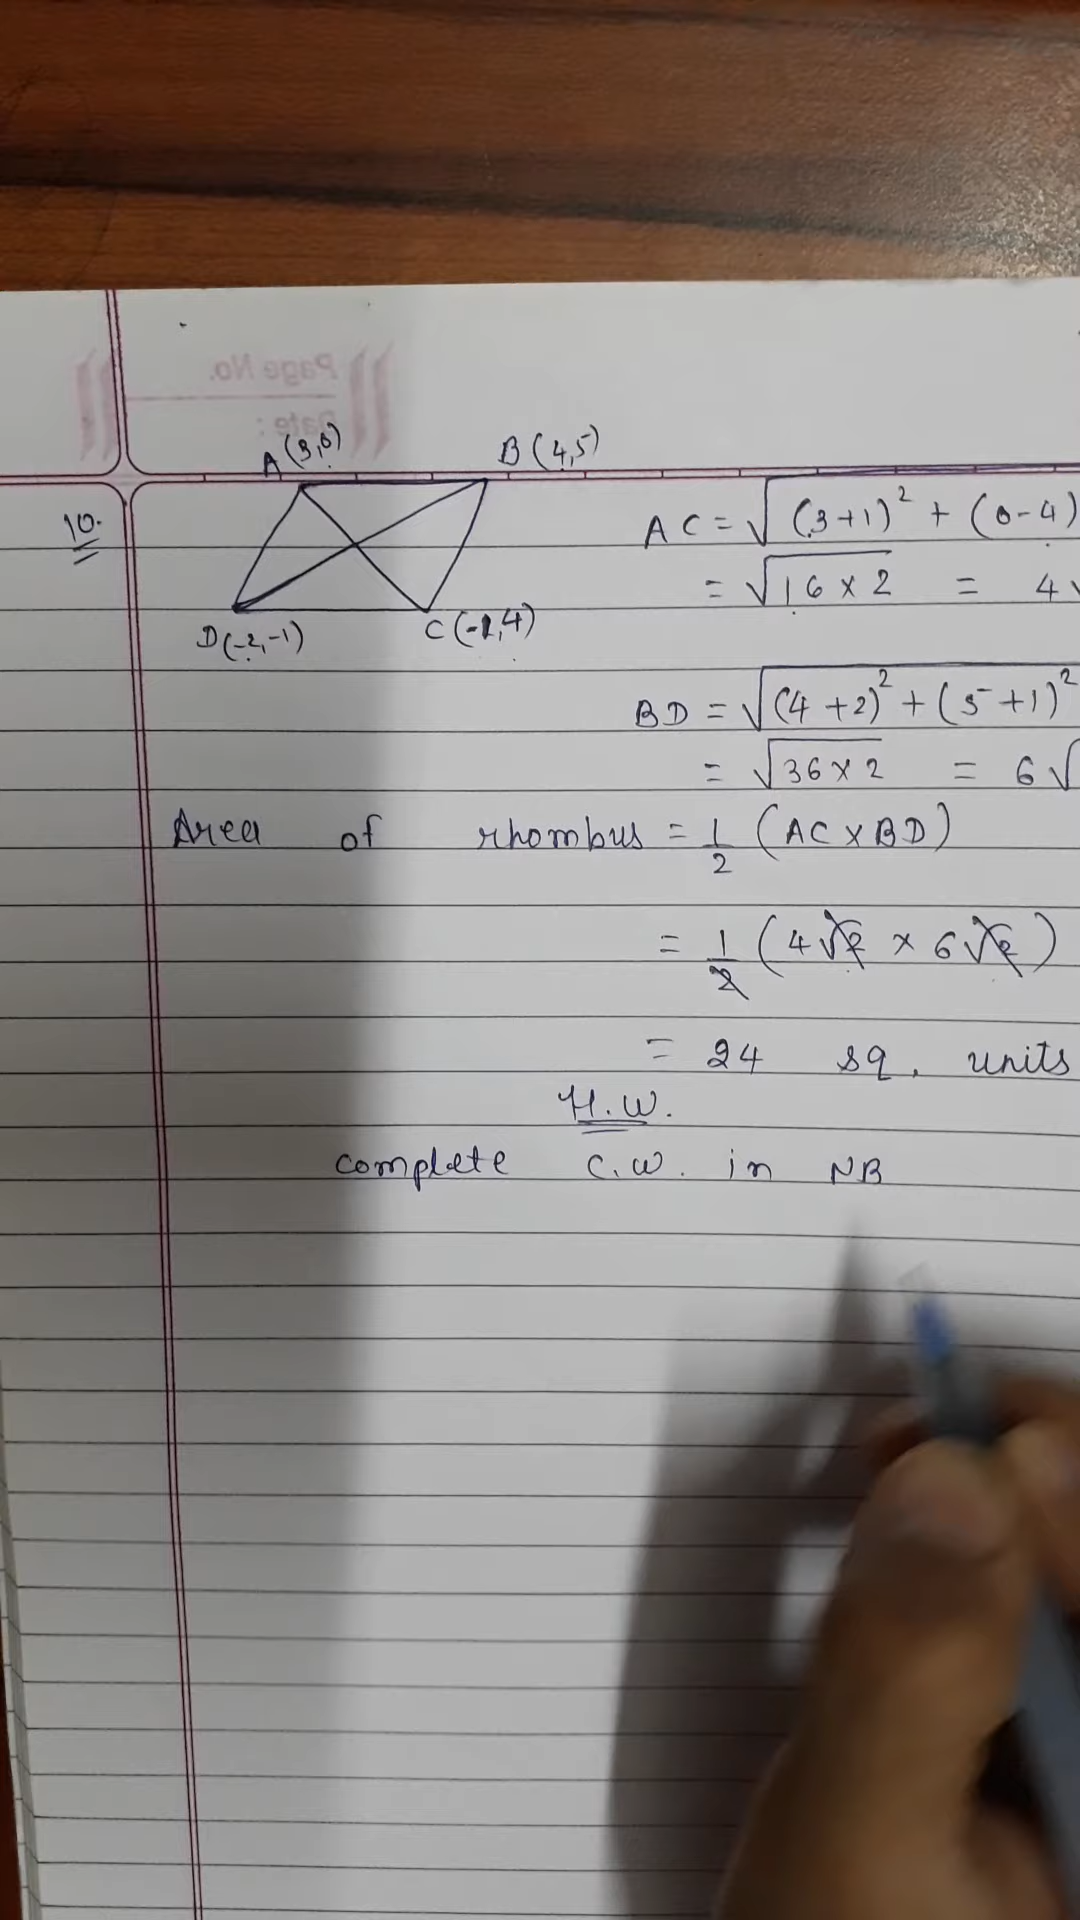 Page No.
Date:
A (3,0)
B (4,5)
10.
D(-2,-1)
C (-1,4)
AC = √(3+1)² + (0-4)
= √16 × 2 = 4√
BD = √(4+2)² + (5+1)²
= √36 × 2 = 6√
Area of rhombus = 1/2 (AC × BD)
= 1/2 (4√2 × 6√2)
= 24 sq. units
H.W.
complete C.W. in NB